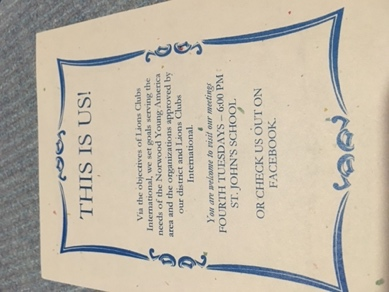 THIS IS US!
Via the objectives of Lions Clubs
International, we set goals serving the
needs of the Norwood Young America
area and the organizations approved by
our district and Lions Clubs
International.
You are welcome to visit our meetings
FOURTH TUESDAYS – 6:00 PM
ST. JOHN'S SCHOOL
OR CHECK US OUT ON
FACEBOOK.